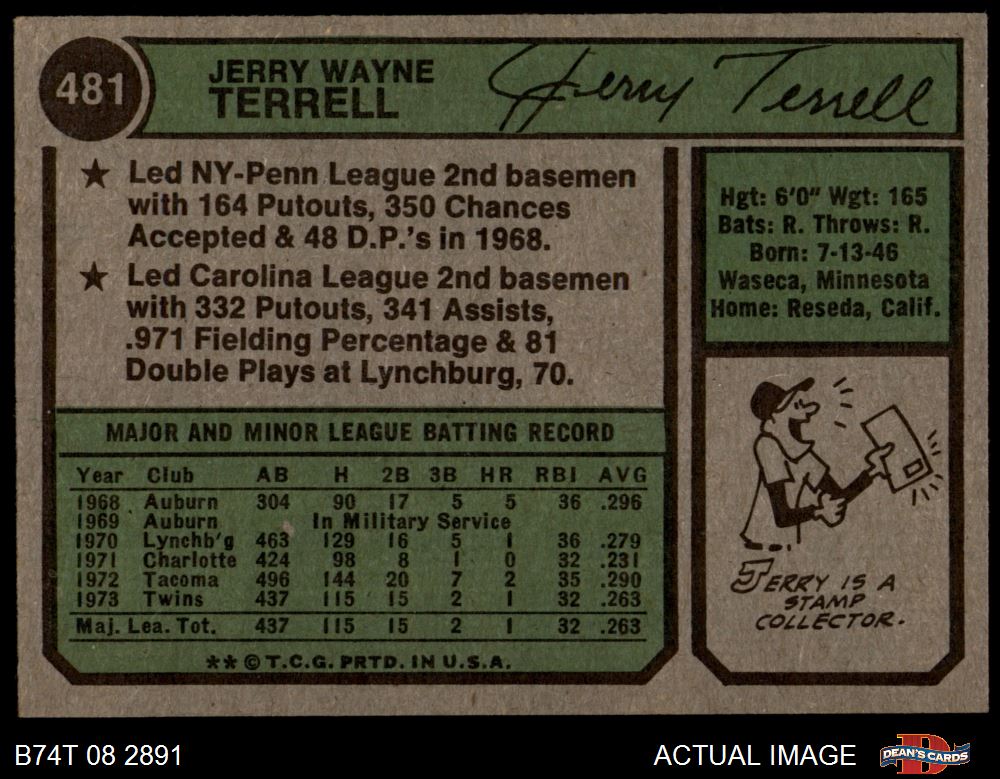 481
JERRY WAYNE
TERRELL
Jerry Terrell
★ Led NY-Penn League 2nd basemen
with 164 Putouts, 350 Chances
Accepted & 48 D.P.'s in 1968.
★ Led Carolina League 2nd basemen
with 332 Putouts, 341 Assists,
.971 Fielding Percentage & 81
Double Plays at Lynchburg, 70.
Hgt: 6'0" Wgt: 165
Bats: R. Throws: R.
Born: 7-13-46
Waseca, Minnesota
Home: Reseda, Calif.
MAJOR AND MINOR LEAGUE BATTING RECORD
Year Club AB H 2B 3B HR RBI AVG
1968 Auburn 304 90 17 5 5 36 .296
1969 Auburn In Military Service
1970 Lynchb'g 463 129 16 5 1 36 .279
1971 Charlotte 424 98 8 1 0 32 .231
1972 Tacoma 496 144 20 7 2 35 .290
1973 Twins 437 115 15 2 1 32 .263
Maj. Lea. Tot. 437 115 15 2 1 32 .263
** © T.C.G. PRTD. IN U.S.A.
JERRY IS A
STAMP
COLLECTOR.
B74T 08 2891
ACTUAL IMAGE
DEAN'S CARDS